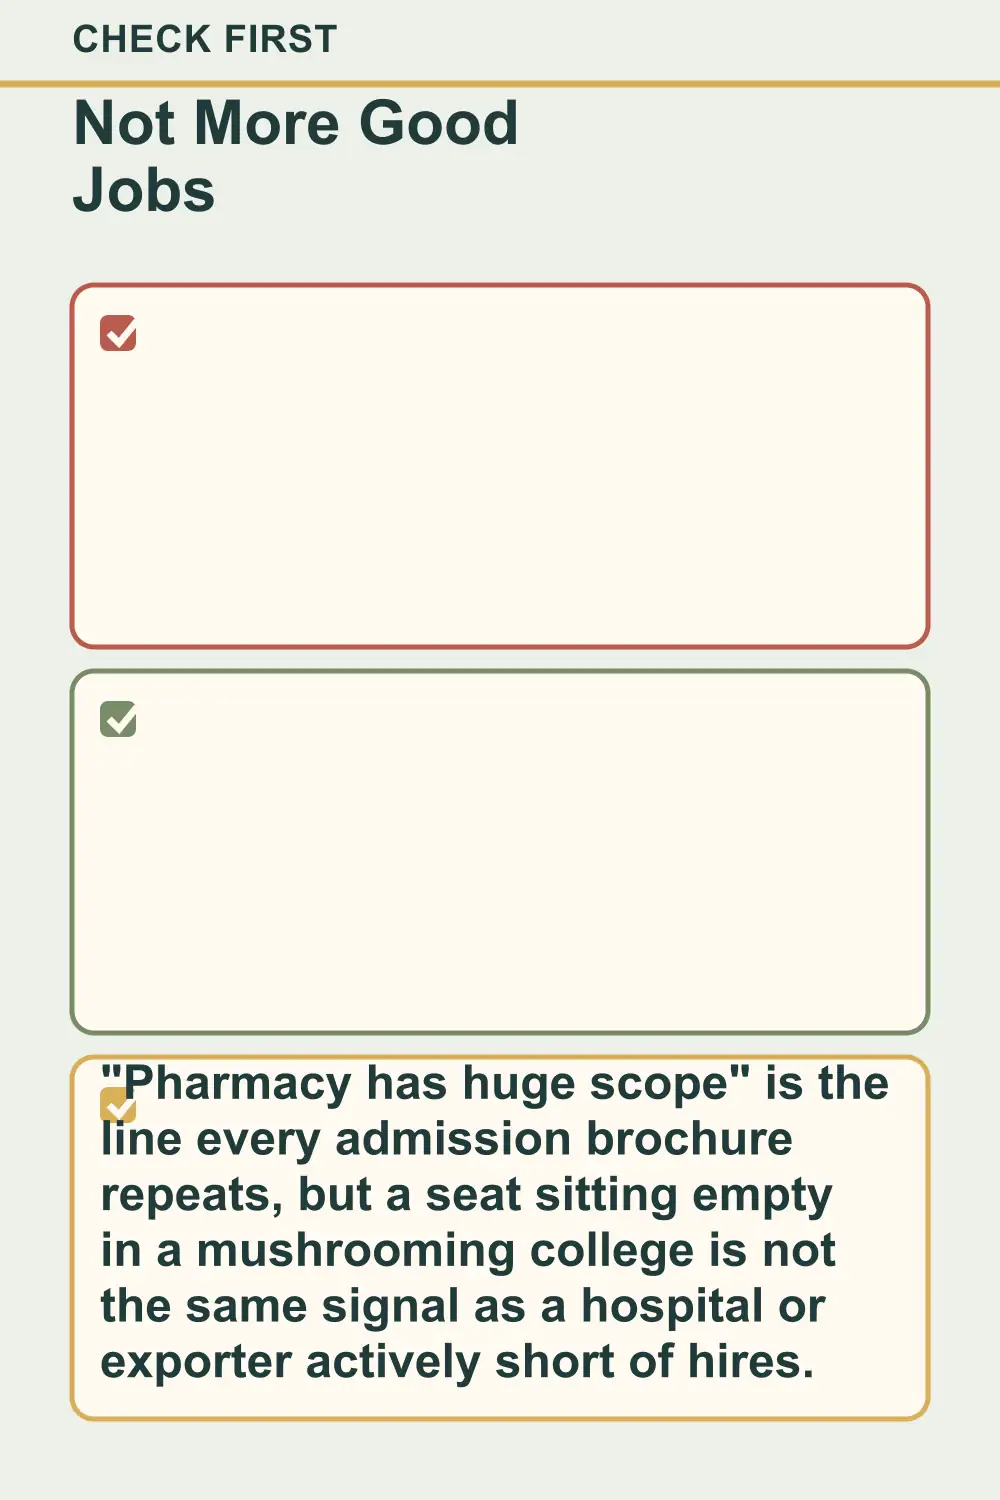 CHECK FIRST
Not More Good
Jobs
"Pharmacy has huge scope" is the
line every admission brochure
repeats, but a seat sitting empty
in a mushrooming college is not
the same signal as a hospital or
exporter actively short of hires.